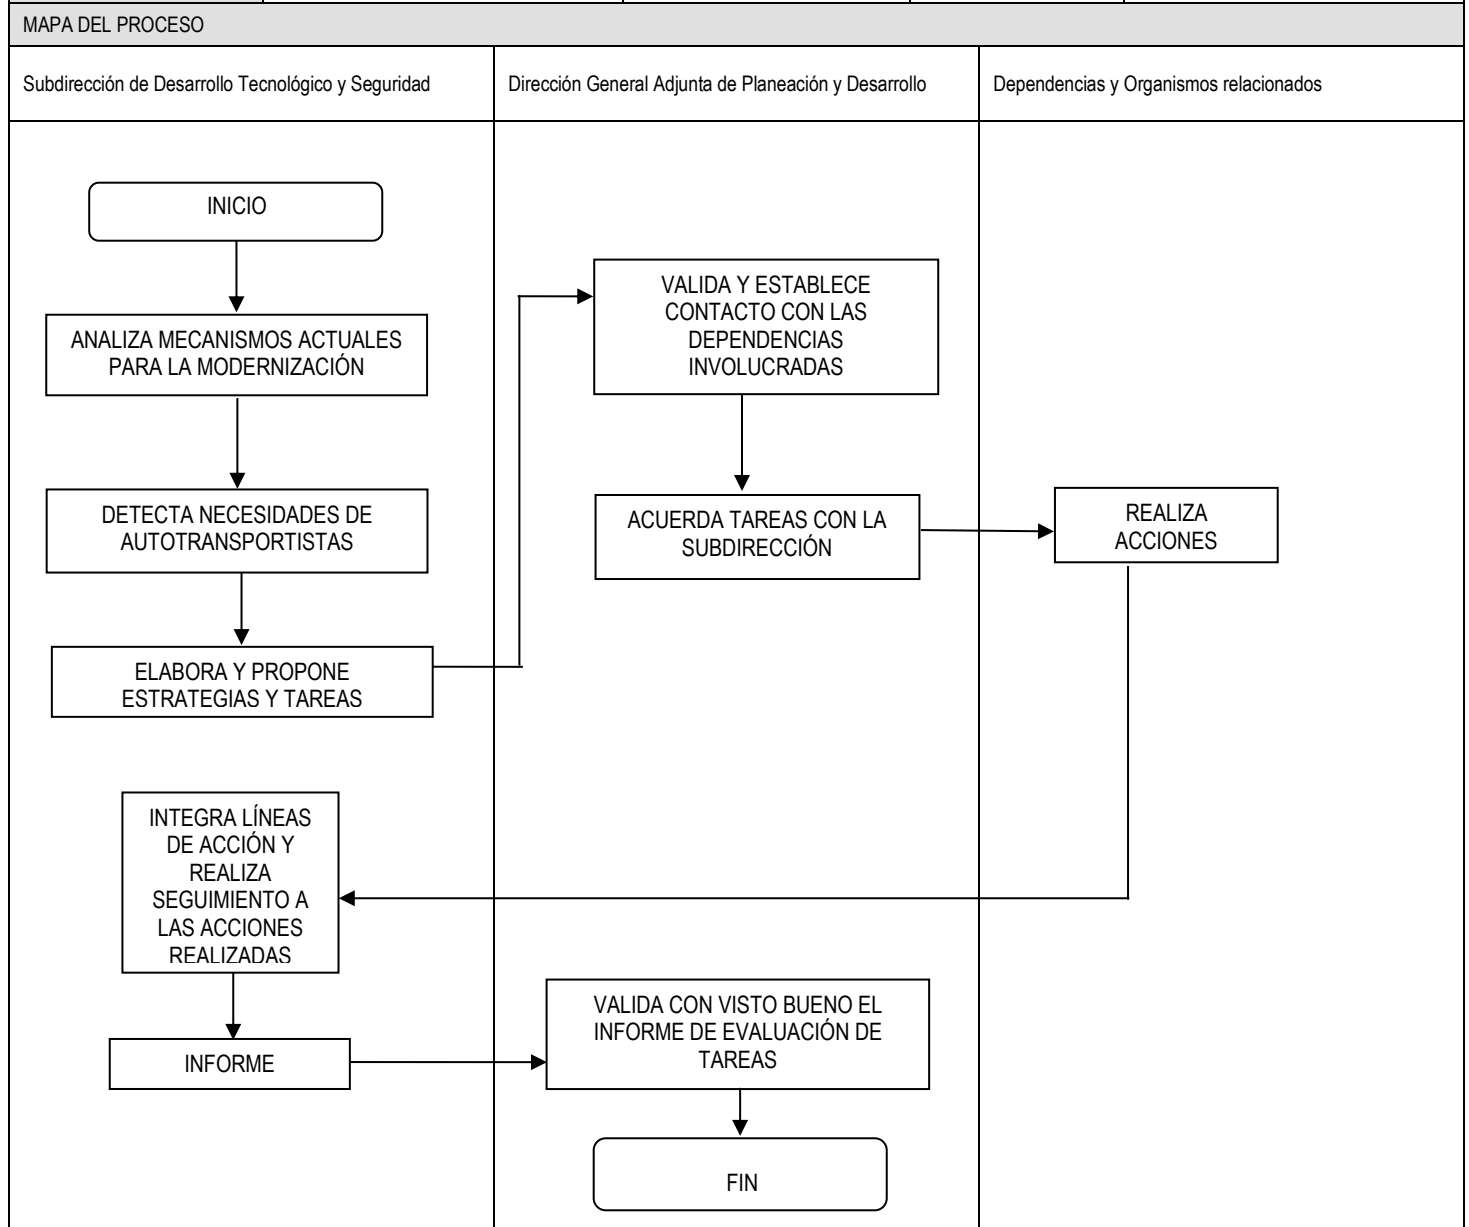 MAPA DEL PROCESO
Subdirección de Desarrollo Tecnológico y Seguridad
Dirección General Adjunta de Planeación y Desarrollo
Dependencias y Organismos relacionados
INICIO
ANALIZA MECANISMOS ACTUALES
PARA LA MODERNIZACIÓN
DETECTA NECESIDADES DE
AUTOTRANSPORTISTAS
ELABORA Y PROPONE
ESTRATEGIAS Y TAREAS
VALIDA Y ESTABLECE
CONTACTO CON LAS
DEPENDENCIAS
INVOLUCRADAS
ACUERDA TAREAS CON LA
SUBDIRECCIÓN
REALIZA
ACCIONES
INTEGRA LÍNEAS
DE ACCIÓN Y
REALIZA
SEGUIMIENTO A
LAS ACCIONES
REALIZADAS
INFORME
VALIDA CON VISTO BUENO EL
INFORME DE EVALUACIÓN DE
TAREAS
FIN